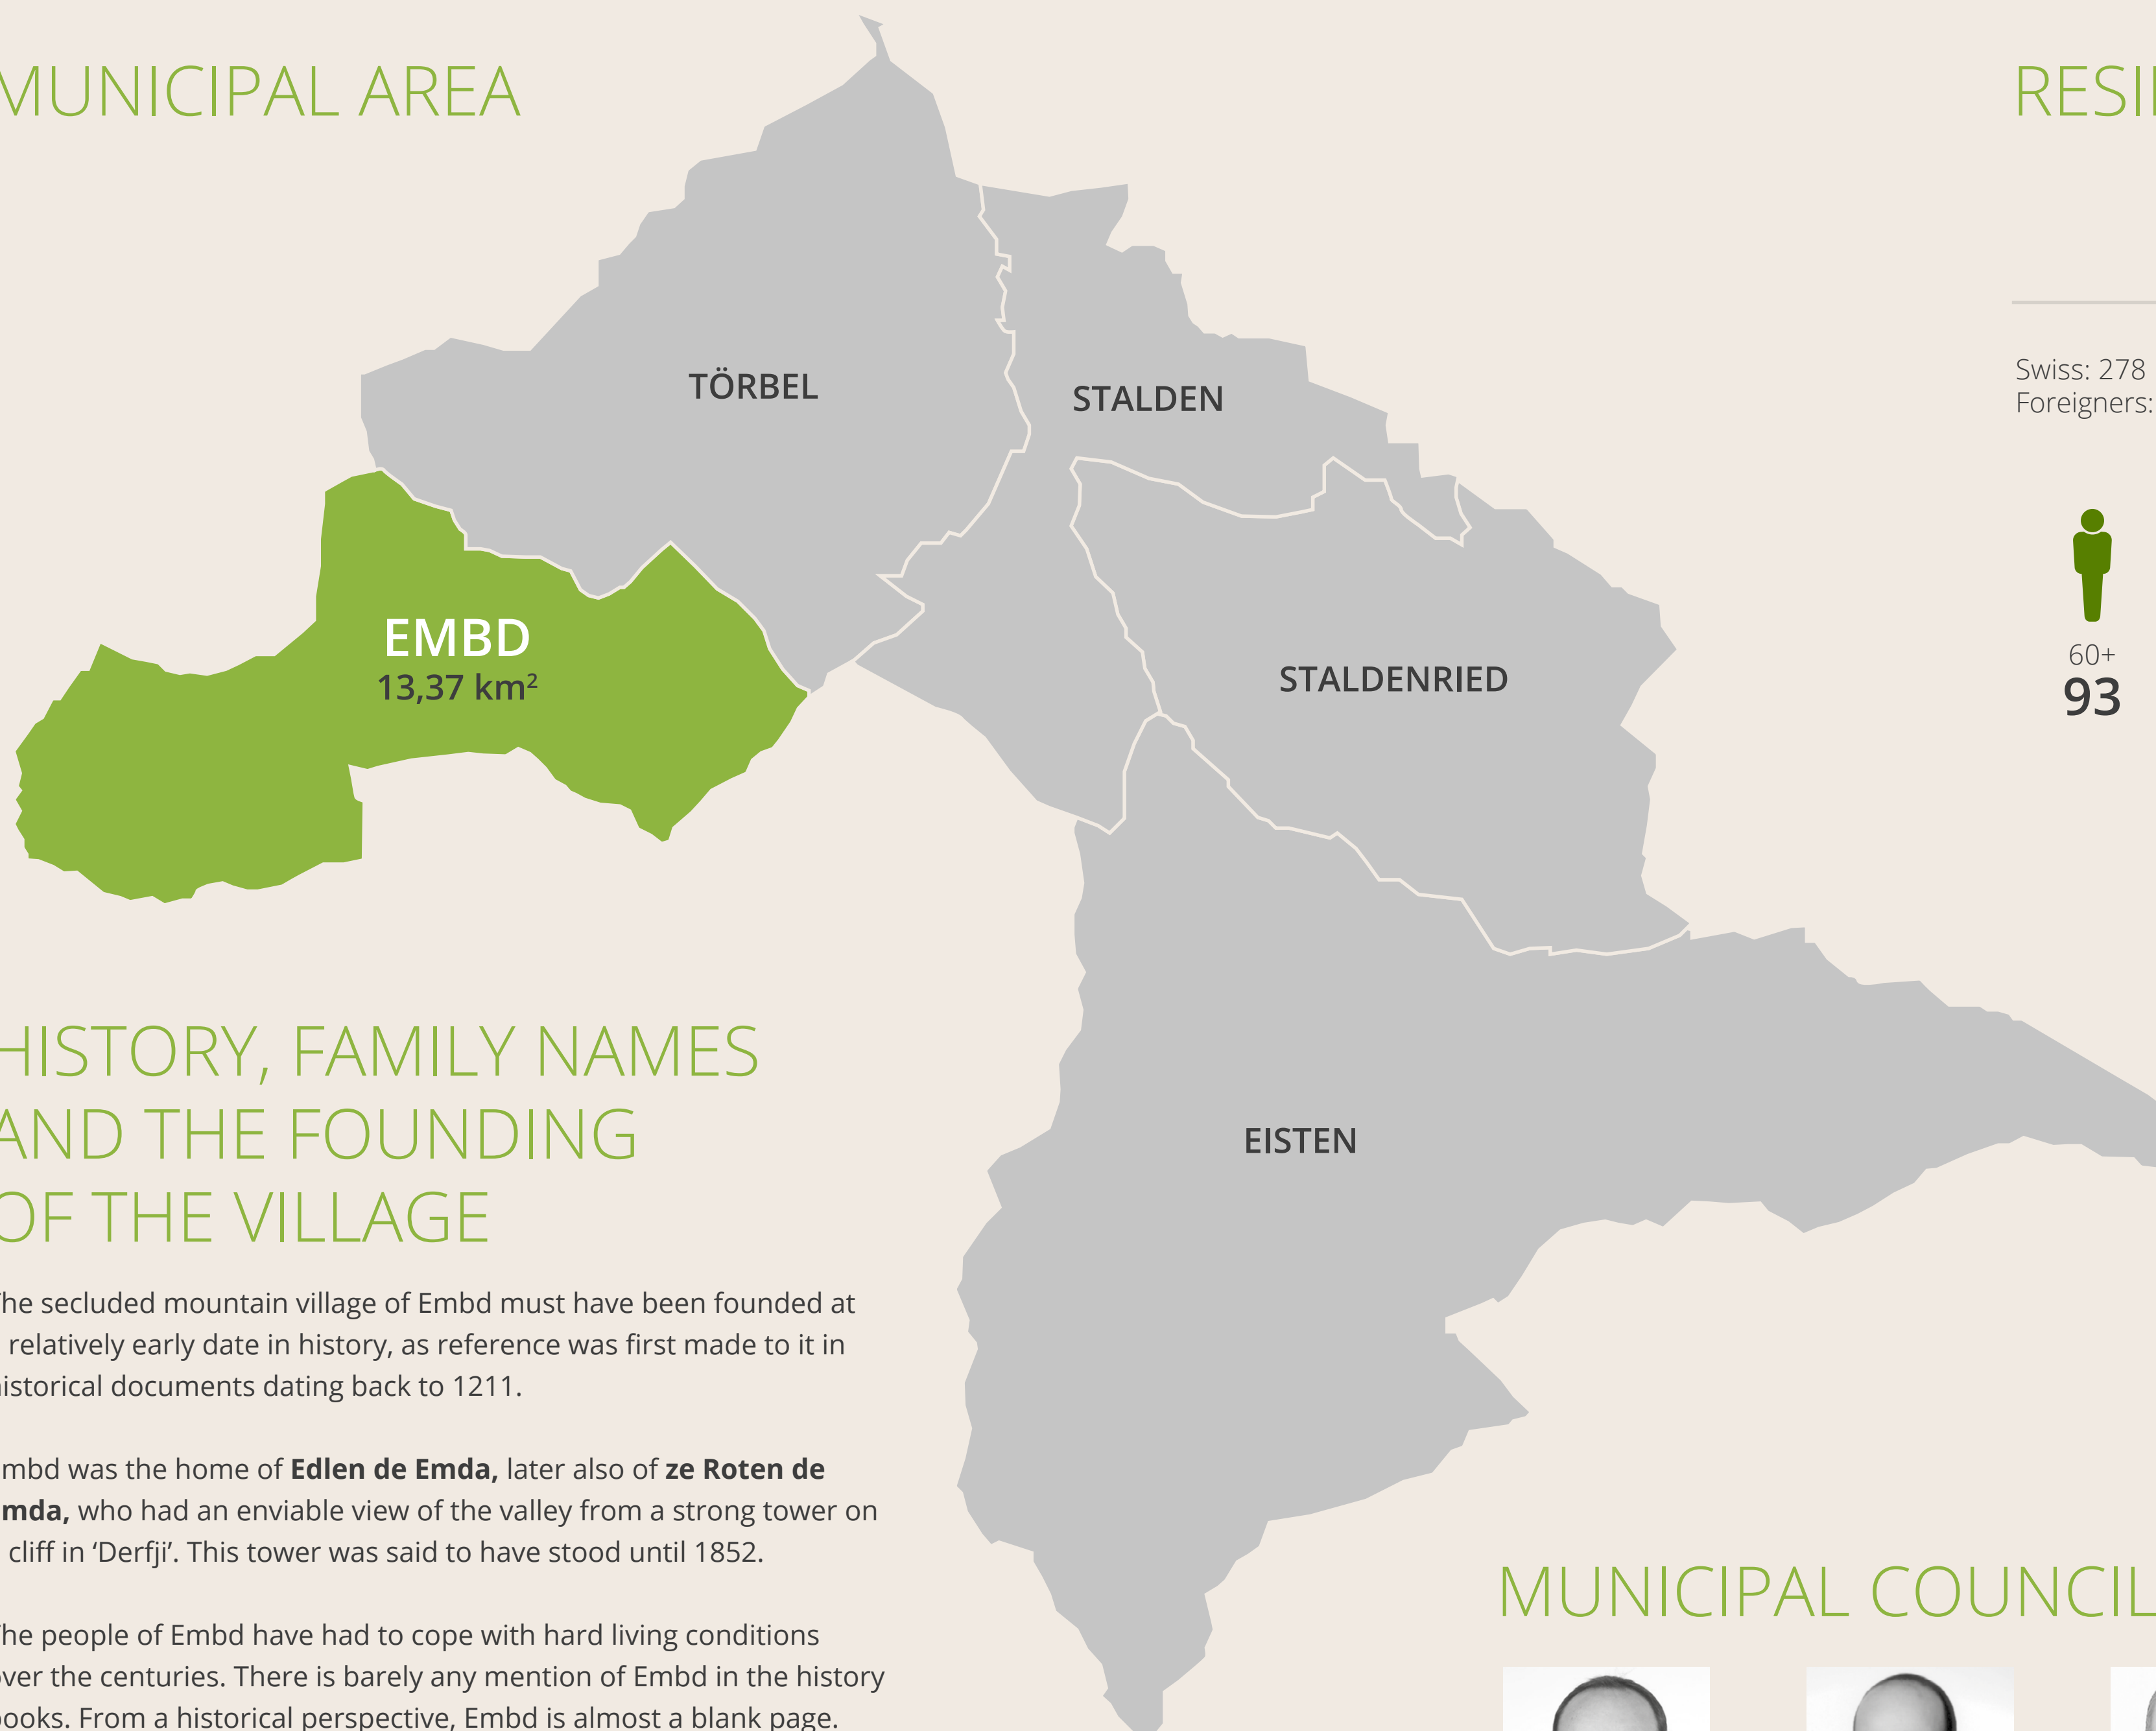 MUNICIPAL AREA
TÖRBEL
STALDEN
EMBD
13,37 km²
STALDENRIED
EISTEN
HISTORY, FAMILY NAMES
AND THE FOUNDING
OF THE VILLAGE
he secluded mountain village of Embd must have been founded at
relatively early date in history, as reference was first made to it in
istorical documents dating back to 1211.
mbd was the home of Edlen de Emda, later also of ze Roten de
mda, who had an enviable view of the valley from a strong tower on
cliff in ‘Derfji’. This tower was said to have stood until 1852.
he people of Embd have had to cope with hard living conditions
over the centuries. There is barely any mention of Embd in the history
books. From a historical perspective, Embd is almost a blank page.
RESI
Swiss: 278
Foreigners:
60+
93
MUNICIPAL COUNCIL